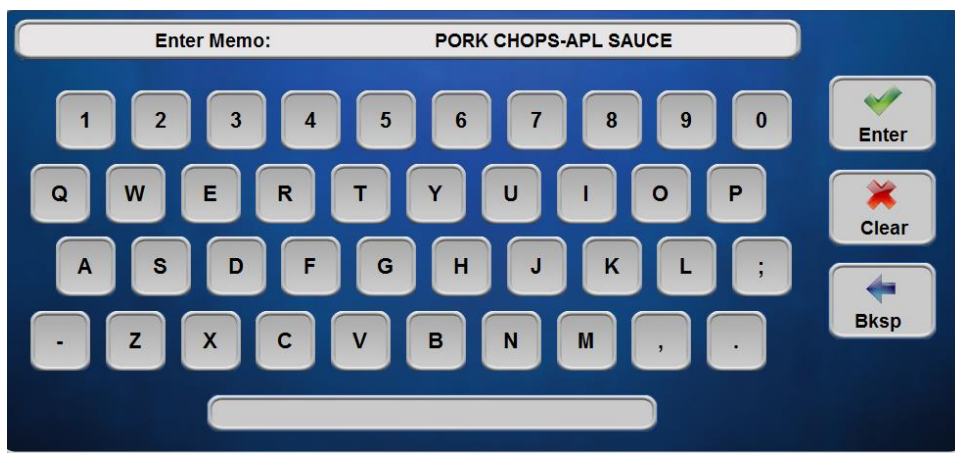 Enter Memo: PORK CHOPS-APL SAUCE
1 2 3 4 5 6 7 8 9 0
Enter
Q W E R T Y U I O P
Clear
A S D F G H J K L ;
Bksp
- Z X C V B N M , .